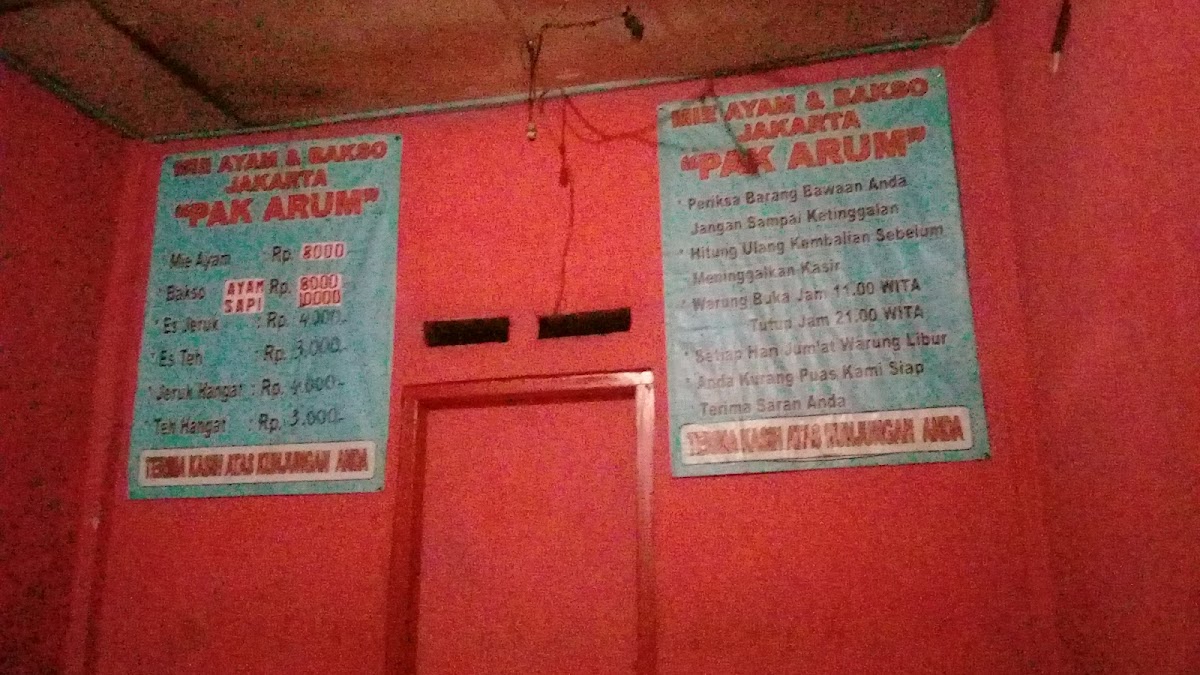 MIE AYAM & BAKSO
JAKARTA
"PAK ARUM"
* Mie Ayam : Rp. 8000
* Bakso AYAM Rp. 8000
SAPI 10000
* Es Jeruk : Rp. 4.000.-
* Es Teh : Rp. 3.000.-
* Jeruk Hangat : Rp. 4.000.-
* Teh Hangat : Rp. 3.000.-
TERIMA KASIH ATAS KUNJUNGAN ANDA
MIE AYAM & BAKSO
JAKARTA
"PAK ARUM"
* Periksa Barang Bawaan Anda
Jangan Sampai Ketinggalan
* Hitung Ulang Kembalian Sebelum
Meninggalkan Kasir
* Warung Buka Jam 11.00 WITA
Tutup Jam 21.00 WITA
* Setiap Hari Jum'at Warung Libur
* Anda Kurang Puas Kami Siap
Terima Saran Anda
TERIMA KASIH ATAS KUNJUNGAN ANDA